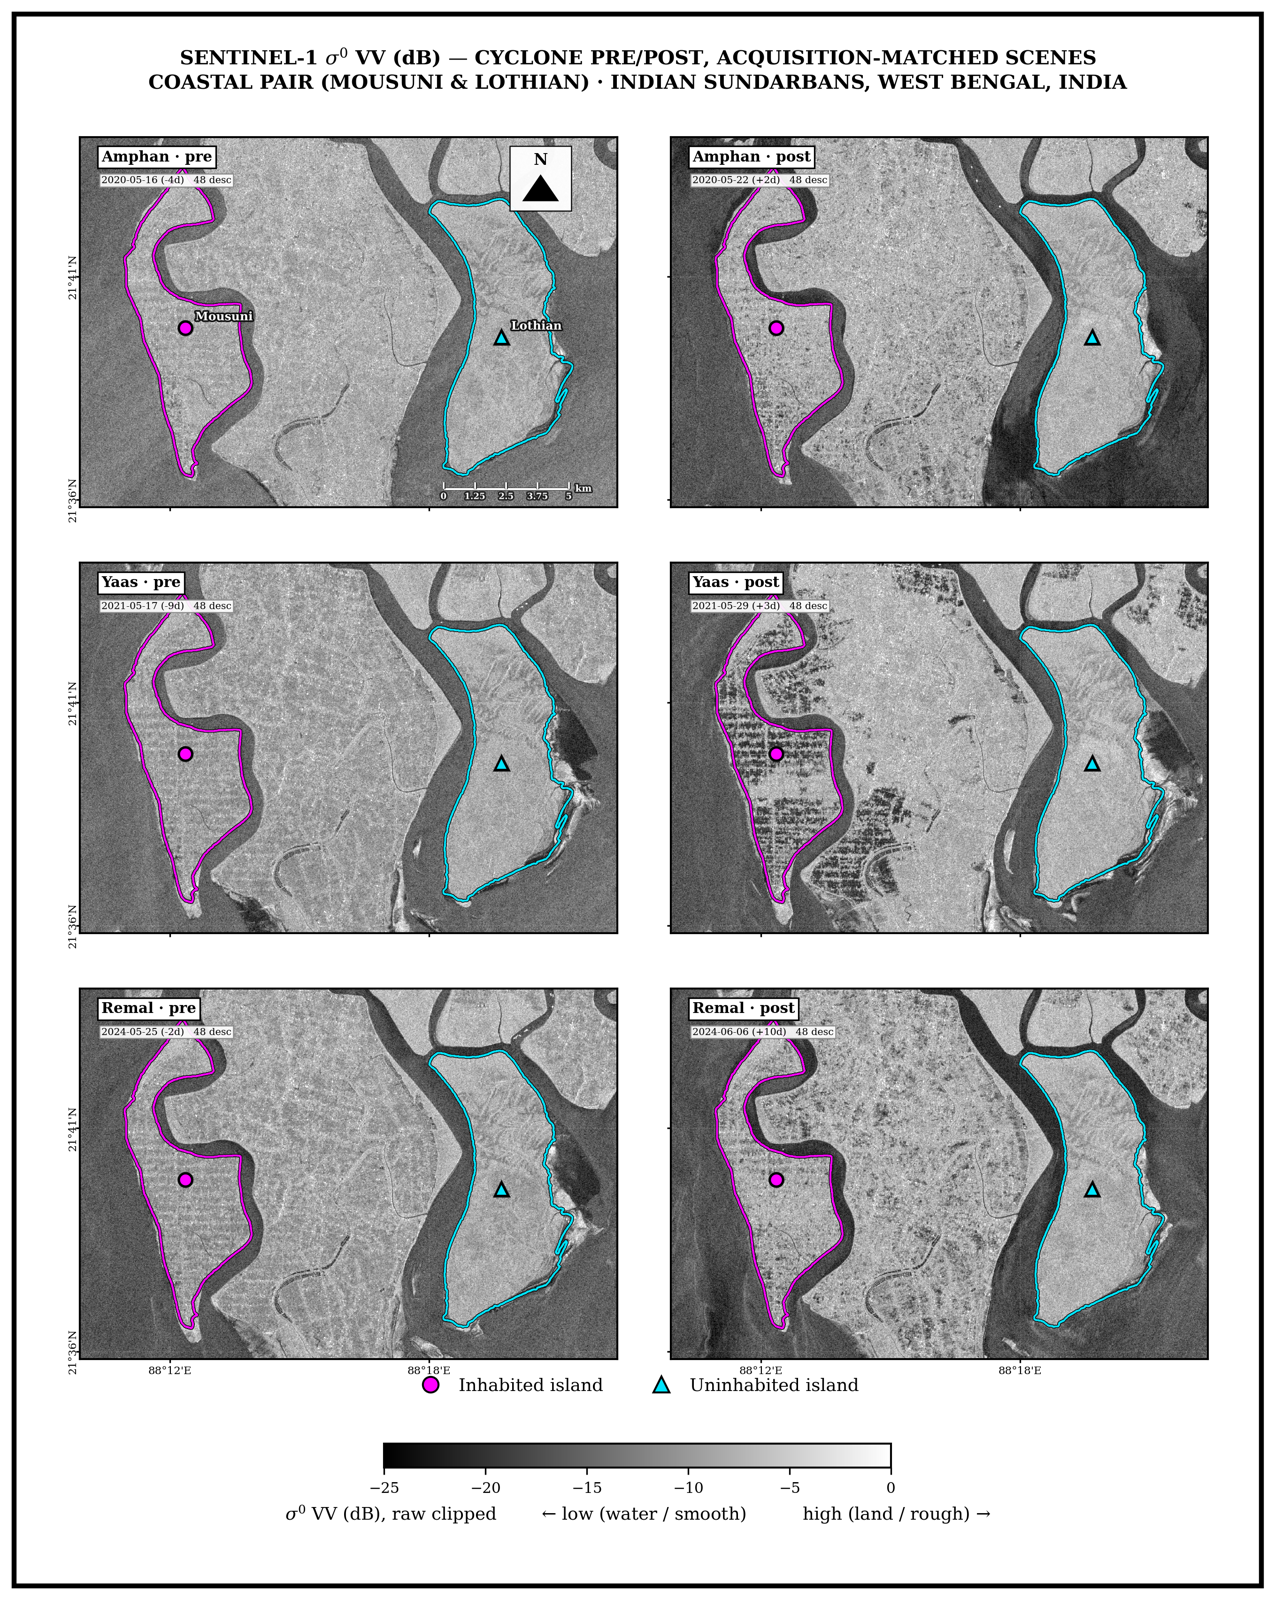 SENTINEL-1 σ⁰ VV (dB) — CYCLONE PRE/POST, ACQUISITION-MATCHED SCENES
COASTAL PAIR (MOUSUNI & LOTHIAN) · INDIAN SUNDARBANS, WEST BENGAL, INDIA
Amphan · pre
2020-05-16 (-4d) 48 desc
N
Mousuni
Lothian
0 1.25 2.5 3.75 5 km
21°41'N
21°36'N
Amphan · post
2020-05-22 (+2d) 48 desc
Yaas · pre
2021-05-17 (-9d) 48 desc
21°41'N
21°36'N
Yaas · post
2021-05-29 (+3d) 48 desc
Remal · pre
2024-05-25 (-2d) 48 desc
21°41'N
21°36'N
88°12'E 88°18'E
Remal · post
2024-06-06 (+10d) 48 desc
88°12'E 88°18'E
Inhabited island Uninhabited island
−25 −20 −15 −10 −5 0
σ⁰ VV (dB), raw clipped ← low (water / smooth) high (land / rough) →